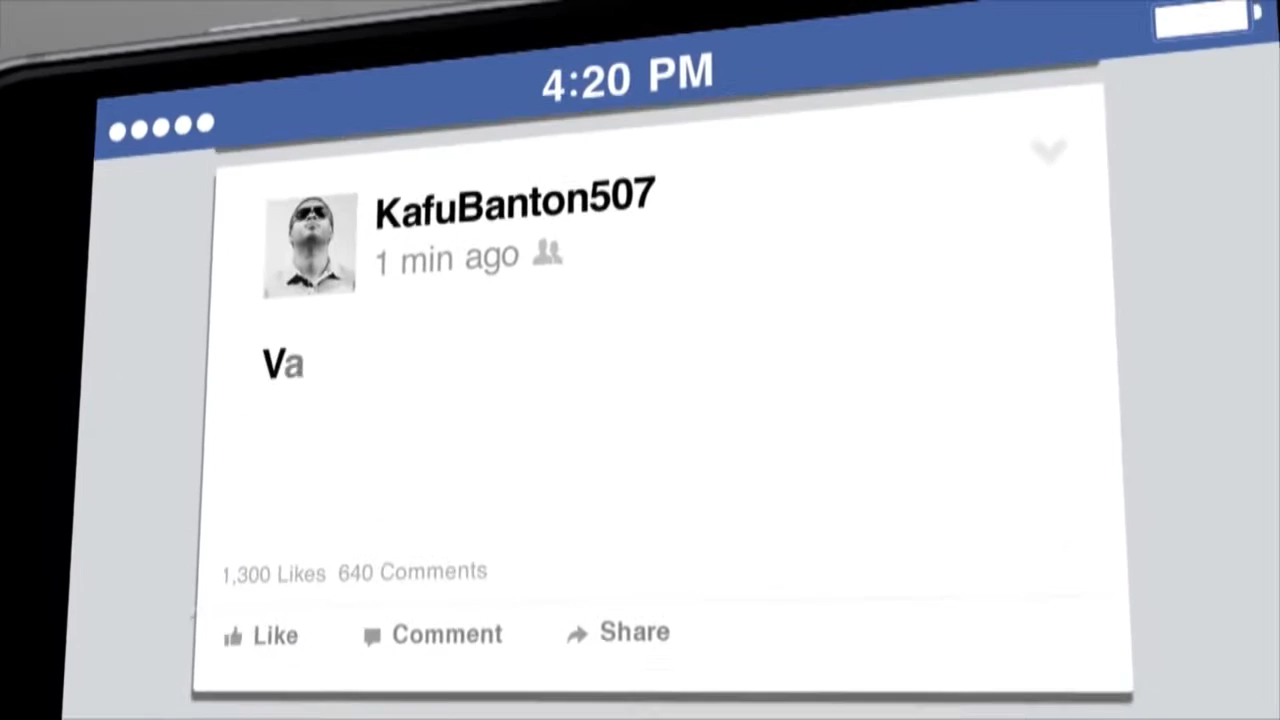 4:20 PM
KafuBanton507
1 min ago
Va
1,300 Likes 640 Comments
Like Comment Share